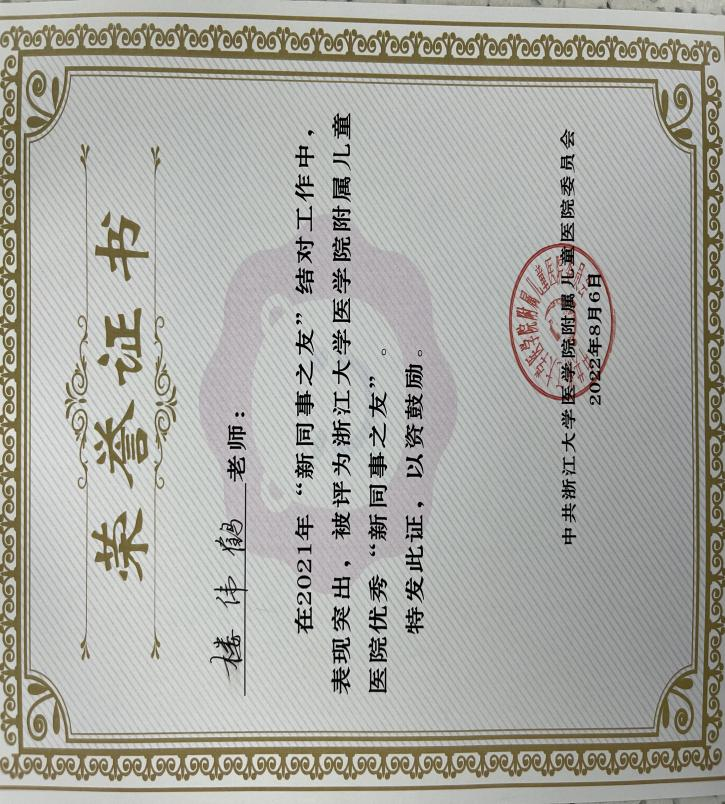 荣誉证书
楼伟鹤 老师：
在2021年“新同事之友”结对工作中，
表现突出，被评为浙江大学医学院附属儿童
医院优秀“新同事之友”。
特发此证，以资鼓励。
中共浙江大学医学院附属儿童医院委员会
2022年8月6日